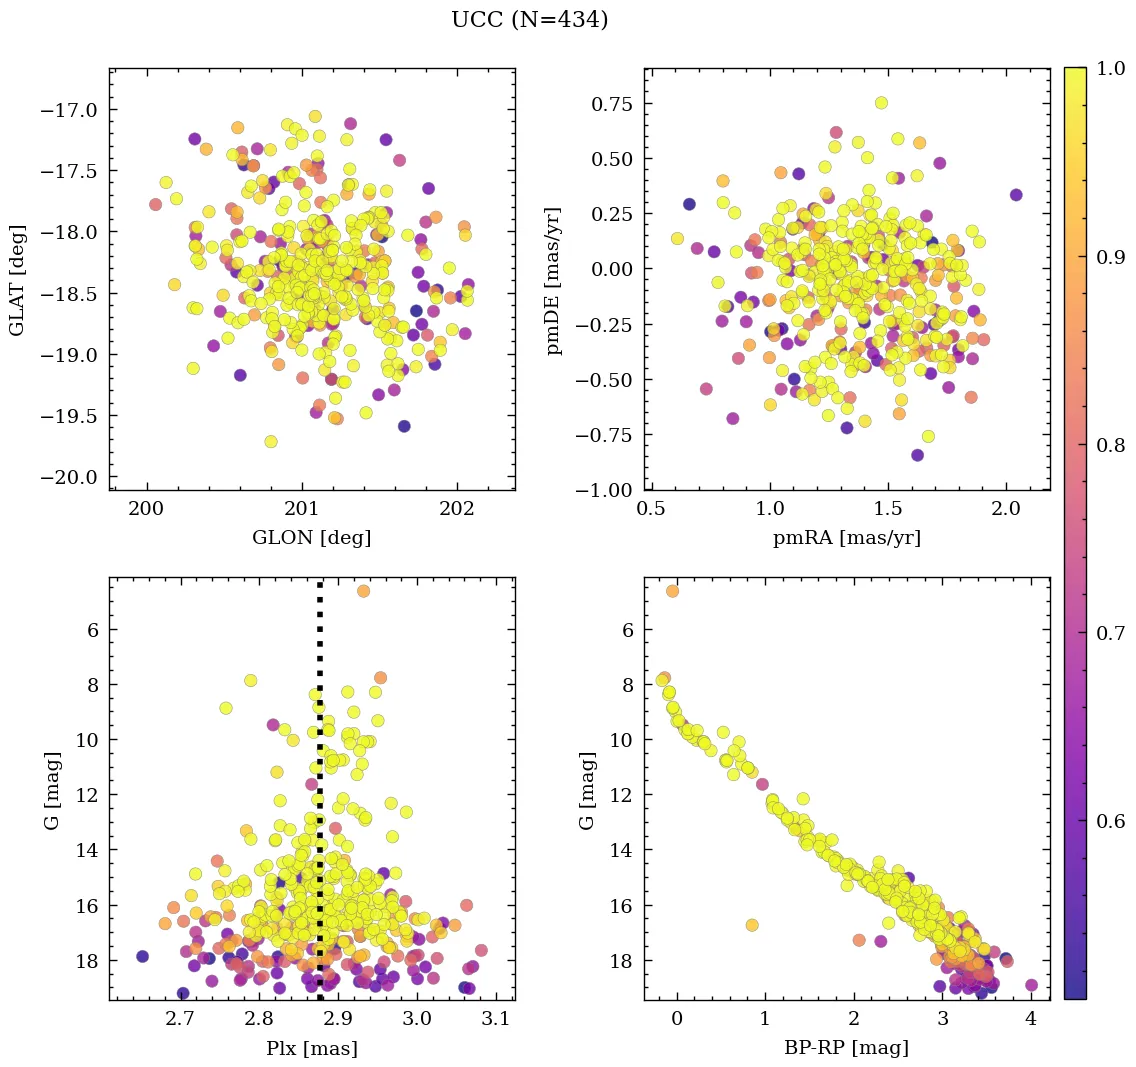 UCC (N=434)
−17.0
−17.5
−18.0
−18.5
−19.0
−19.5
−20.0
GLAT [deg]
200 201 202
GLON [deg]
0.75
0.50
0.25
0.00
−0.25
−0.50
−0.75
−1.00
pmDE [mas/yr]
0.5 1.0 1.5 2.0
pmRA [mas/yr]
6
8
10
12
14
16
18
G [mag]
2.7 2.8 2.9 3.0 3.1
Plx [mas]
6
8
10
12
14
16
18
G [mag]
0 1 2 3 4
BP-RP [mag]
1.0
0.9
0.8
0.7
0.6